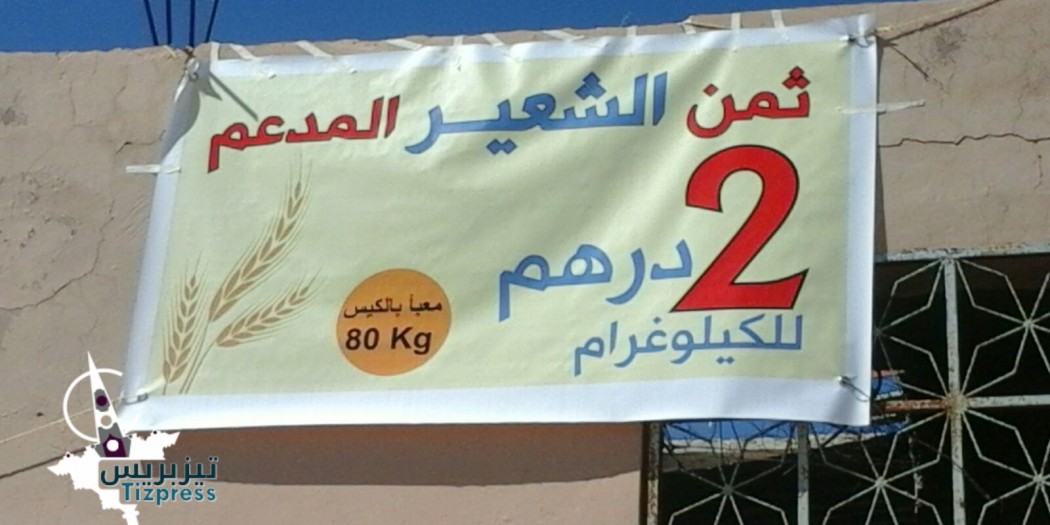 ثمن الشعير المدعم
2 درهم
للكيلوغرام
معبأ بالكيس
80 Kg
تيزبريس
Tizpress